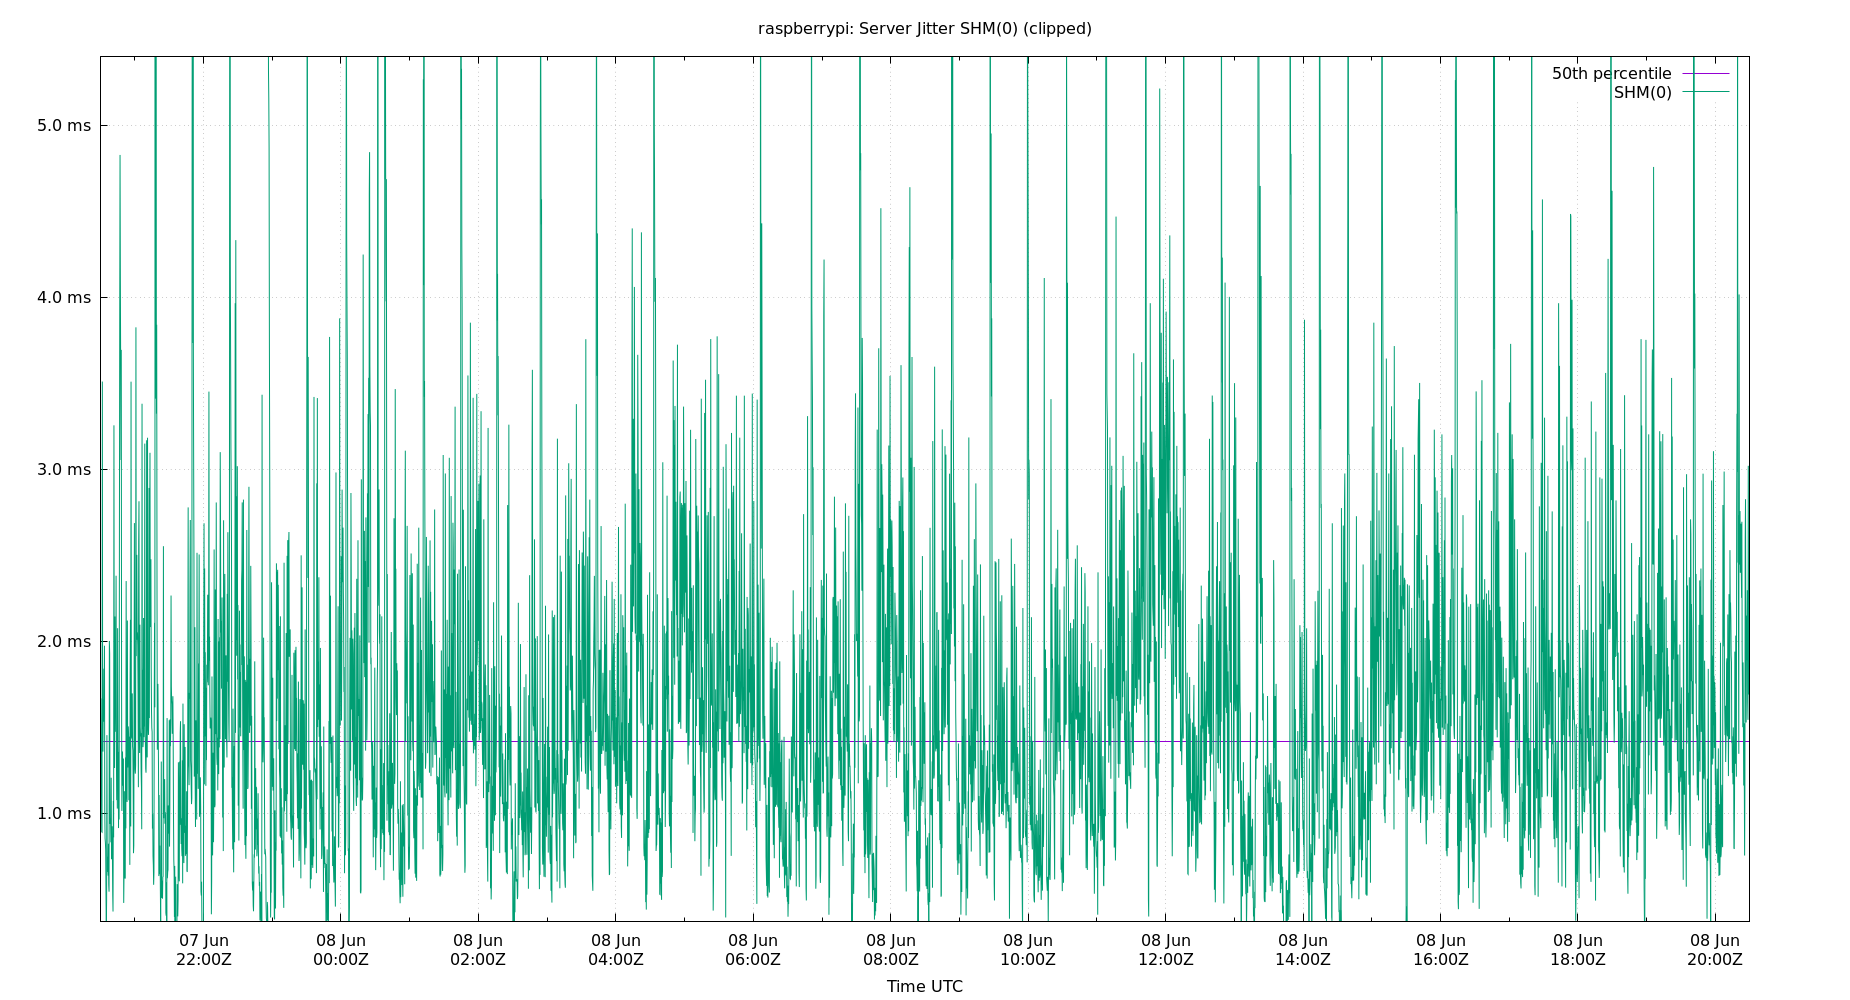 raspberrypi: Server Jitter SHM(0) (clipped)
50th percentile
SHM(0)
5.0 ms
4.0 ms
3.0 ms
2.0 ms
1.0 ms
07 Jun 08 Jun 08 Jun 08 Jun 08 Jun 08 Jun 08 Jun 08 Jun 08 Jun 08 Jun 08 Jun 08 Jun
22:00Z 00:00Z 02:00Z 04:00Z 06:00Z 08:00Z 10:00Z 12:00Z 14:00Z 16:00Z 18:00Z 20:00Z
Time UTC